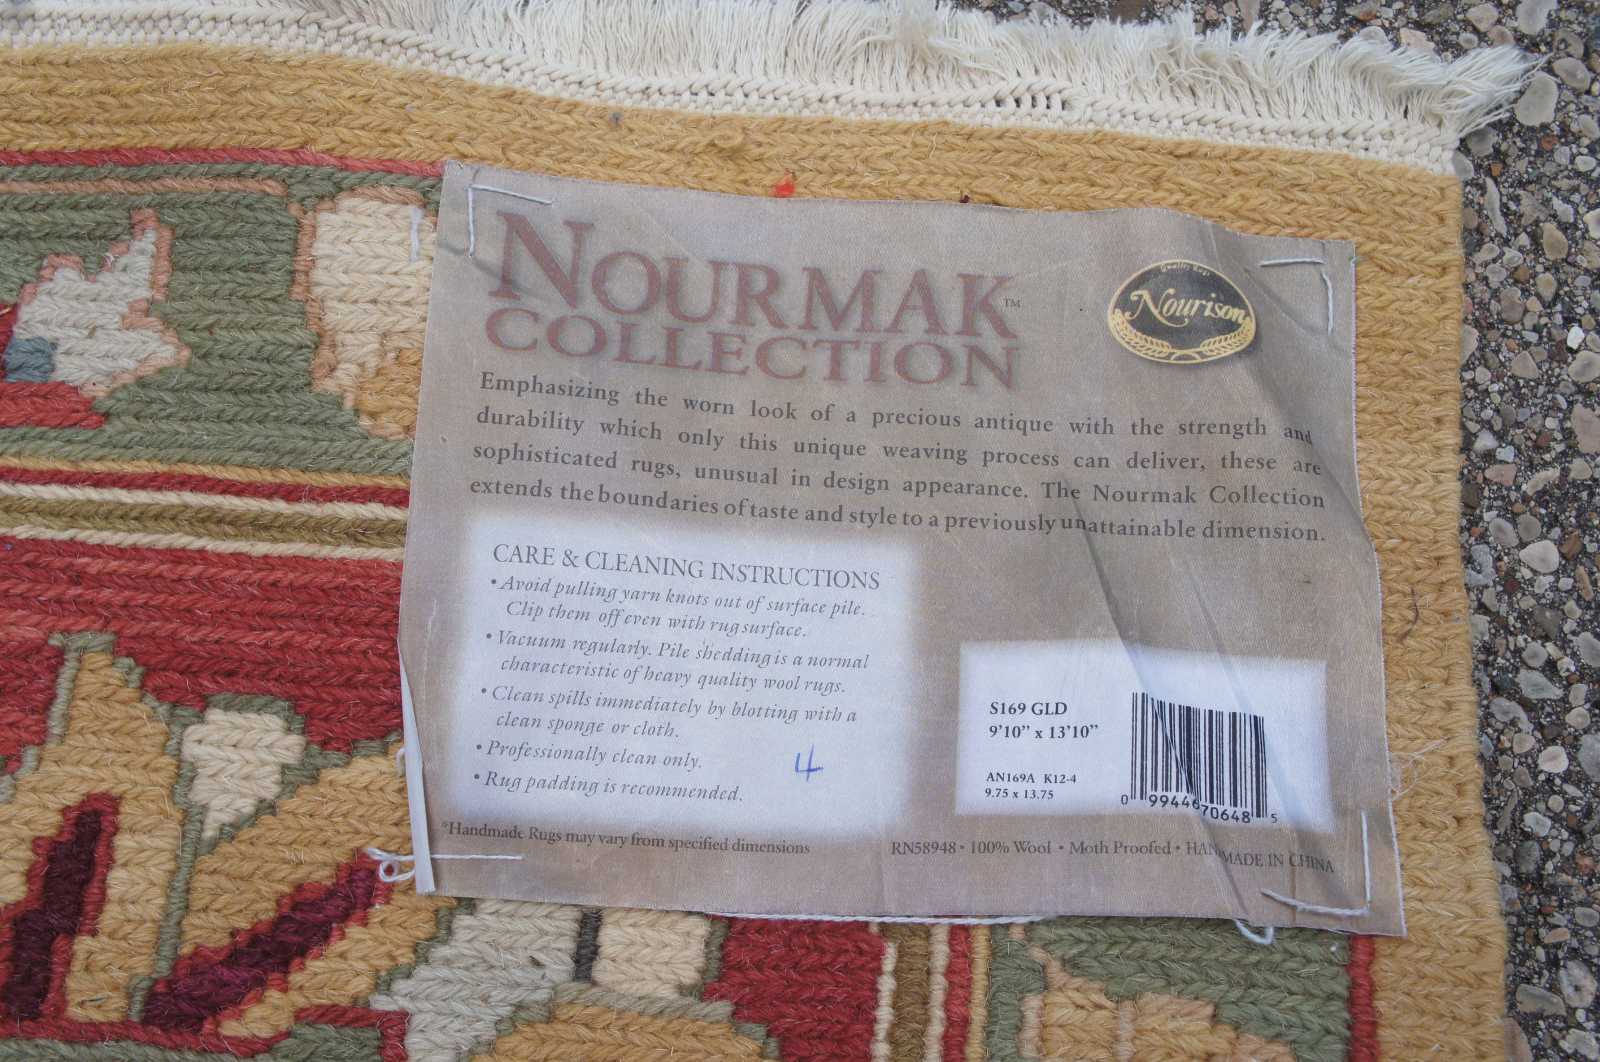 NOURMAK™
COLLECTION
Quality Rugs
Nourison
Emphasizing the worn look of a precious antique with the strength and
durability which only this unique weaving process can deliver, these are
sophisticated rugs, unusual in design appearance. The Nourmak Collection
extends the boundaries of taste and style to a previously unattainable dimension.
CARE & CLEANING INSTRUCTIONS
• Avoid pulling yarn knots out of surface pile.
Clip them off even with rug surface.
• Vacuum regularly. Pile shedding is a normal
characteristic of heavy quality wool rugs.
• Clean spills immediately by blotting with a
clean sponge or cloth.
• Professionally clean only.
• Rug padding is recommended.
4
S169 GLD
9'10" x 13'10"
AN169A K12-4
9.75 x 13.75
0 99446 70648 5
*Handmade Rugs may vary from specified dimensions
RN58948 • 100% Wool • Moth Proofed • HANDMADE IN CHINA